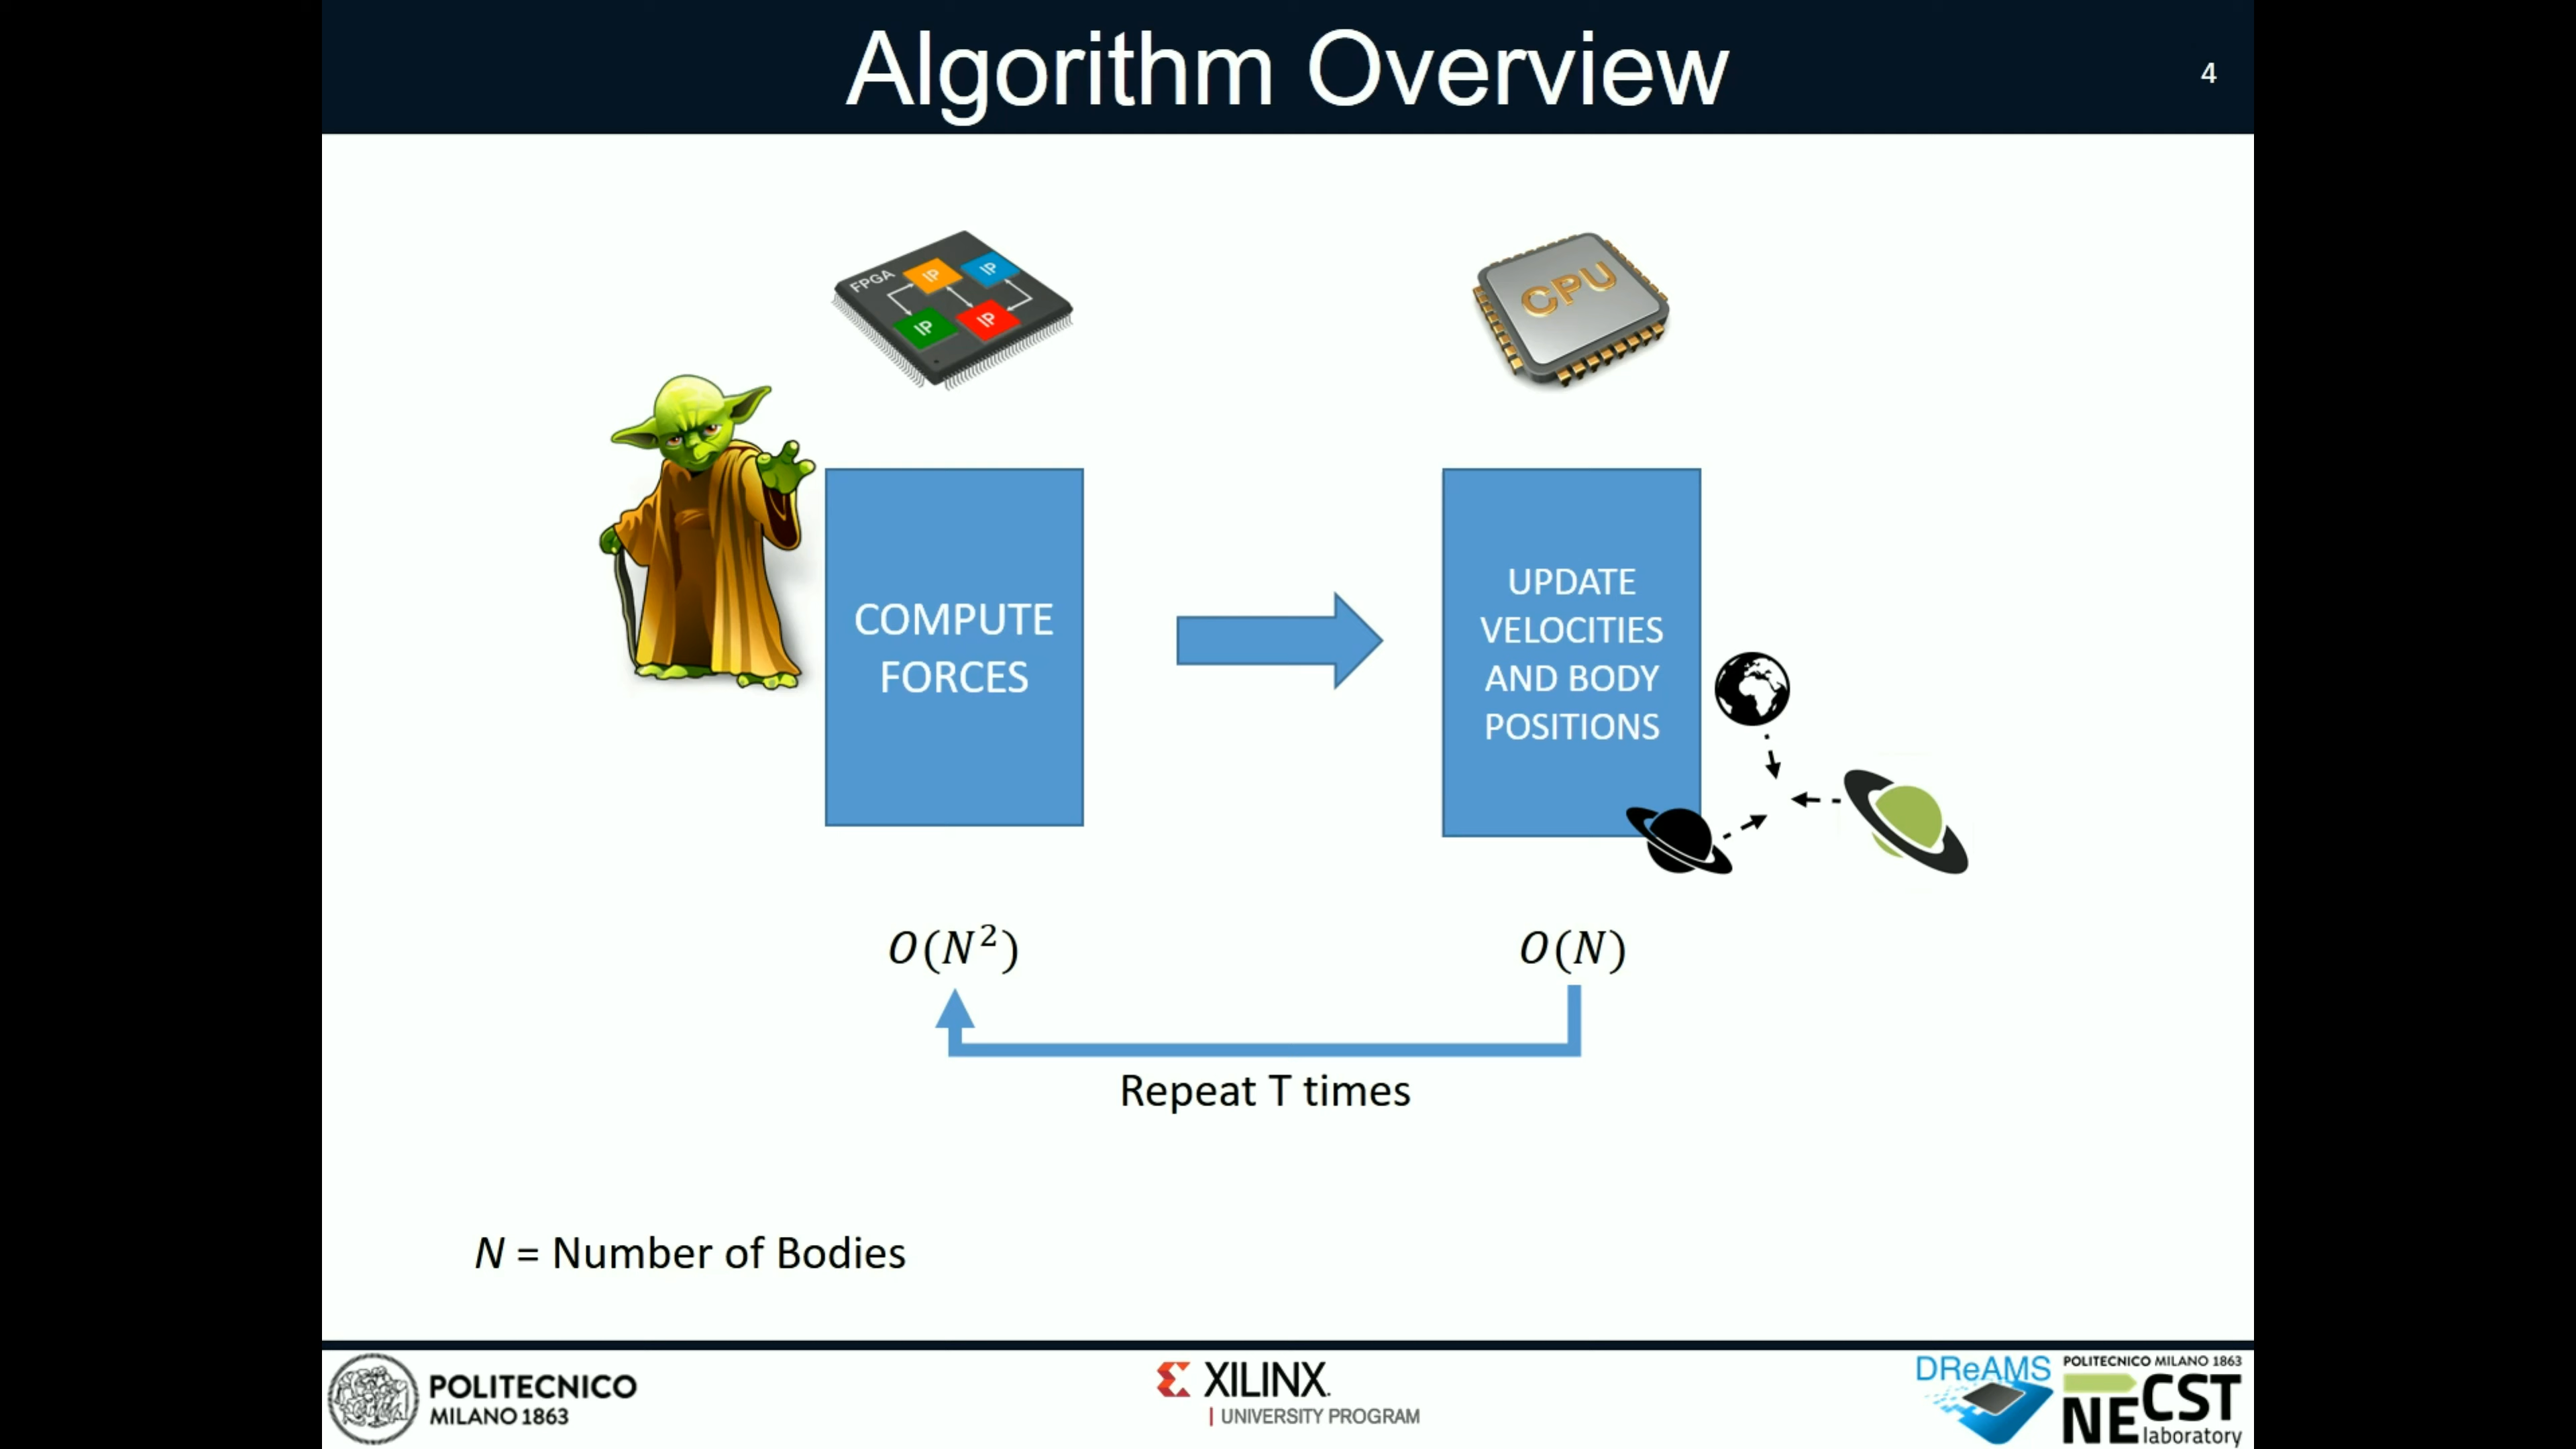 Algorithm Overview
4
FPGA
IP
IP
IP
IP
CPU
COMPUTE
FORCES
UPDATE
VELOCITIES
AND BODY
POSITIONS
O(N²)
O(N)
Repeat T times
N = Number of Bodies
POLITECNICO
MILANO 1863
XILINX
UNIVERSITY PROGRAM
DReAMS
POLITECNICO MILANO 1863
NECST
laboratory